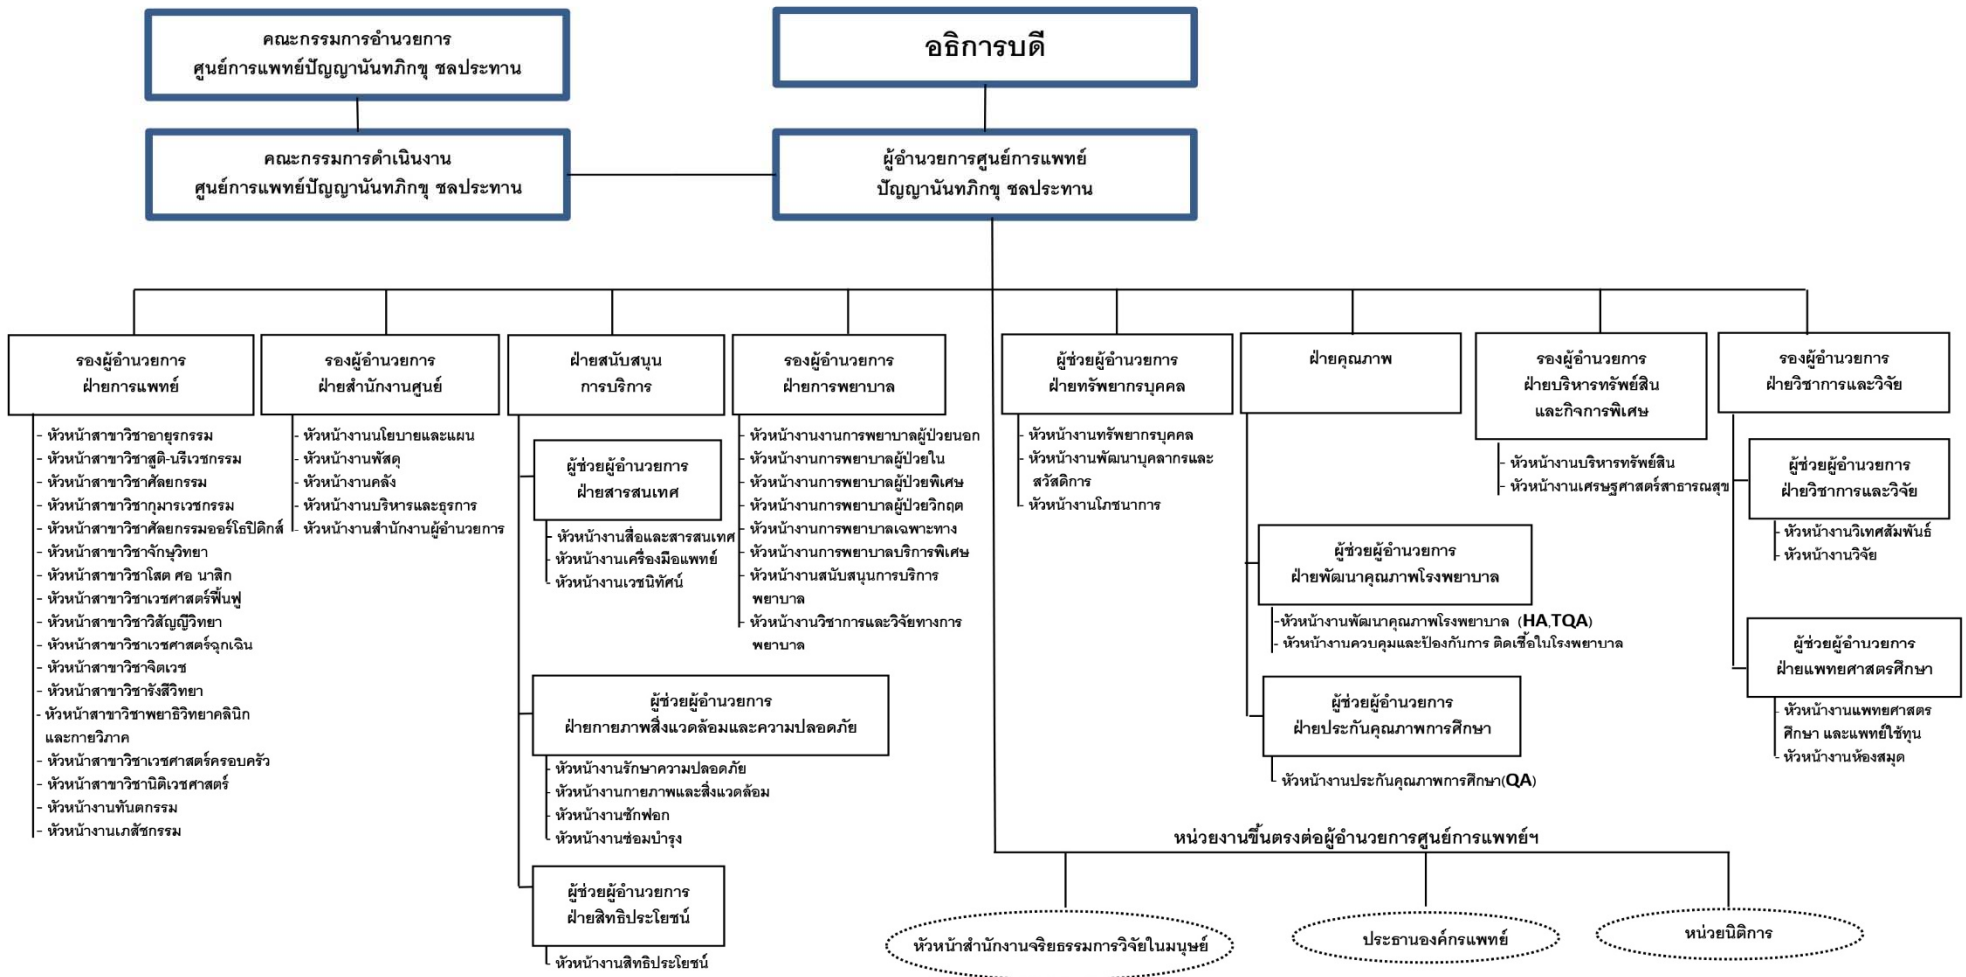 คณะกรรมการอำนวยการ
ศูนย์การแพทย์ปัญญานันทภิกขุ ชลประทาน
อธิการบดี
คณะกรรมการดำเนินงาน
ศูนย์การแพทย์ปัญญานันทภิกขุ ชลประทาน
ผู้อำนวยการศูนย์การแพทย์
ปัญญานันทภิกขุ ชลประทาน
รองผู้อำนวยการ
ฝ่ายการแพทย์
- หัวหน้าสาขาวิชาอายุรกรรม
- หัวหน้าสาขาวิชาสูติ-นรีเวชกรรม
- หัวหน้าสาขาวิชาศัลยกรรม
- หัวหน้าสาขาวิชากุมารเวชกรรม
- หัวหน้าสาขาวิชาศัลยกรรมออร์โธปิดิกส์
- หัวหน้าสาขาวิชาจักษุวิทยา
- หัวหน้าสาขาวิชาโสต ศอ นาสิก
- หัวหน้าสาขาวิชาเวชศาสตร์ฟื้นฟู
- หัวหน้าสาขาวิชาวิสัญญีวิทยา
- หัวหน้าสาขาวิชาเวชศาสตร์ฉุกเฉิน
- หัวหน้าสาขาวิชาจิตเวช
- หัวหน้าสาขาวิชารังสีวิทยา
- หัวหน้าสาขาวิชาพยาธิวิทยาคลินิก
และกายวิภาค
- หัวหน้าสาขาวิชาเวชศาสตร์ครอบครัว
- หัวหน้าสาขาวิชานิติเวชศาสตร์
- หัวหน้างานทันตกรรม
- หัวหน้างานเภสัชกรรม
รองผู้อำนวยการ
ฝ่ายสำนักงานศูนย์
- หัวหน้างานนโยบายและแผน
- หัวหน้างานพัสดุ
- หัวหน้างานคลัง
- หัวหน้างานบริหารและธุรการ
- หัวหน้างานสำนักงานผู้อำนวยการ
ฝ่ายสนับสนุน
การบริการ
ผู้ช่วยผู้อำนวยการ
ฝ่ายสารสนเทศ
- หัวหน้างานสื่อและสารสนเทศ
- หัวหน้างานเครื่องมือแพทย์
- หัวหน้างานเวชนิทัศน์
ผู้ช่วยผู้อำนวยการ
ฝ่ายกายภาพสิ่งแวดล้อมและความปลอดภัย
- หัวหน้างานรักษาความปลอดภัย
- หัวหน้างานกายภาพและสิ่งแวดล้อม
- หัวหน้างานซักฟอก
- หัวหน้างานซ่อมบำรุง
ผู้ช่วยผู้อำนวยการ
ฝ่ายสิทธิประโยชน์
- หัวหน้างานสิทธิประโยชน์
รองผู้อำนวยการ
ฝ่ายการพยาบาล
- หัวหน้างานงานการพยาบาลผู้ป่วยนอก
- หัวหน้างานการพยาบาลผู้ป่วยใน
- หัวหน้างานการพยาบาลผู้ป่วยพิเศษ
- หัวหน้างานการพยาบาลผู้ป่วยวิกฤต
- หัวหน้างานการพยาบาลเฉพาะทาง
- หัวหน้างานการพยาบาลบริการพิเศษ
- หัวหน้างานสนับสนุนการบริการ
พยาบาล
- หัวหน้างานวิชาการและวิจัยทางการ
พยาบาล
ผู้ช่วยผู้อำนวยการ
ฝ่ายทรัพยากรบุคคล
- หัวหน้างานทรัพยากรบุคคล
- หัวหน้างานพัฒนาบุคลากรและ
สวัสดิการ
- หัวหน้างานโภชนาการ
ฝ่ายคุณภาพ
ผู้ช่วยผู้อำนวยการ
ฝ่ายพัฒนาคุณภาพโรงพยาบาล
-หัวหน้างานพัฒนาคุณภาพโรงพยาบาล (HA,TQA)
- หัวหน้างานควบคุมและป้องกันการ ติดเชื้อในโรงพยาบาล
ผู้ช่วยผู้อำนวยการ
ฝ่ายประกันคุณภาพการศึกษา
- หัวหน้างานประกันคุณภาพการศึกษา(QA)
รองผู้อำนวยการ
ฝ่ายบริหารทรัพย์สิน
และกิจการพิเศษ
- หัวหน้างานบริหารทรัพย์สิน
- หัวหน้างานเศรษฐศาสตร์สาธารณสุข
รองผู้อำนวยการ
ฝ่ายวิชาการและวิจัย
ผู้ช่วยผู้อำนวยการ
ฝ่ายวิชาการและวิจัย
- หัวหน้างานวิเทศสัมพันธ์
- หัวหน้างานวิจัย
ผู้ช่วยผู้อำนวยการ
ฝ่ายแพทยศาสตรศึกษา
- หัวหน้างานแพทยศาสตร
ศึกษา และแพทย์ใช้ทุน
- หัวหน้างานห้องสมุด
หน่วยงานขึ้นตรงต่อผู้อำนวยการศูนย์การแพทย์ฯ
หัวหน้าสำนักงานจริยธรรมการวิจัยในมนุษย์
ประธานองค์กรแพทย์
หน่วยนิติการ